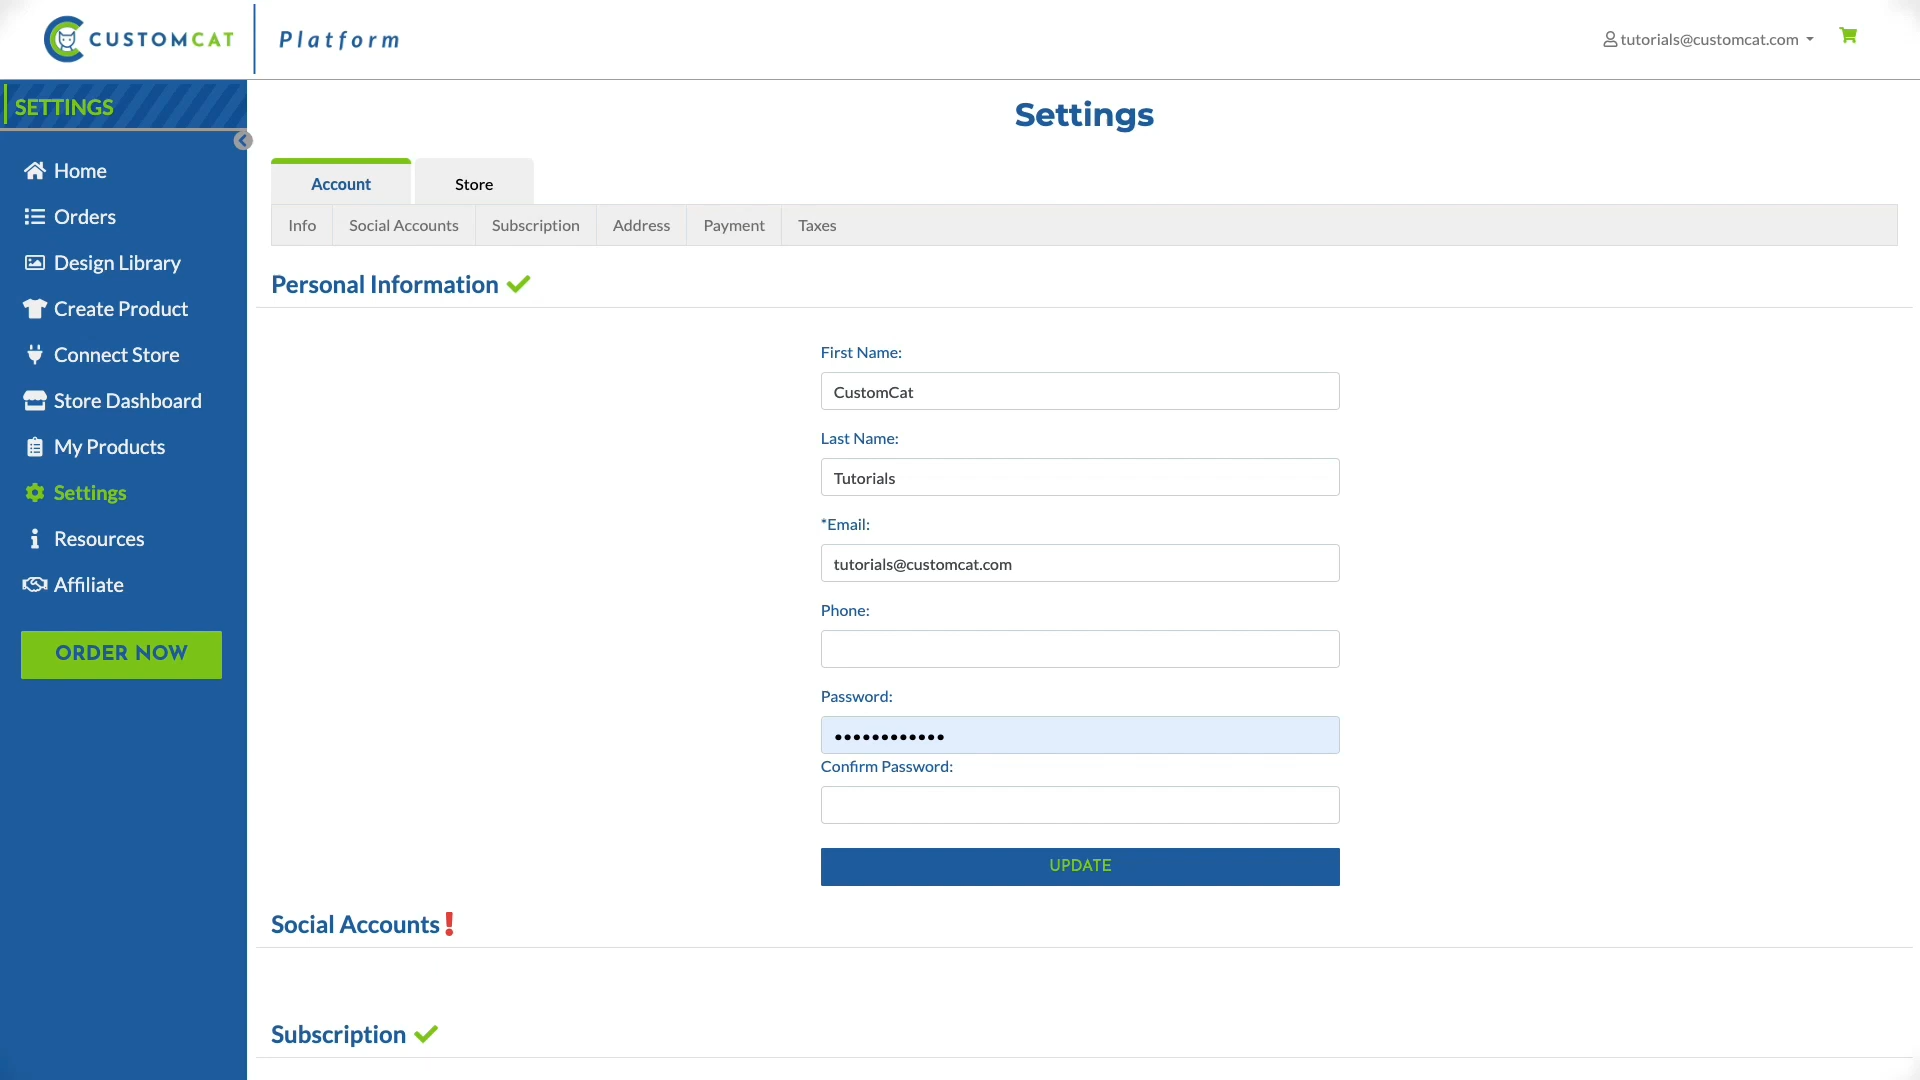 CUSTOMCAT
Platform
tutorials@customcat.com
SETTINGS
Home
Orders
Design Library
Create Product
Connect Store
Store Dashboard
My Products
Settings
Resources
Affiliate
ORDER NOW
Settings
Account
Store
Info
Social Accounts
Subscription
Address
Payment
Taxes
Personal Information
First Name:
CustomCat
Last Name:
Tutorials
*Email:
tutorials@customcat.com
Phone:
Password:
••••••••••••
Confirm Password:
UPDATE
Social Accounts
Subscription